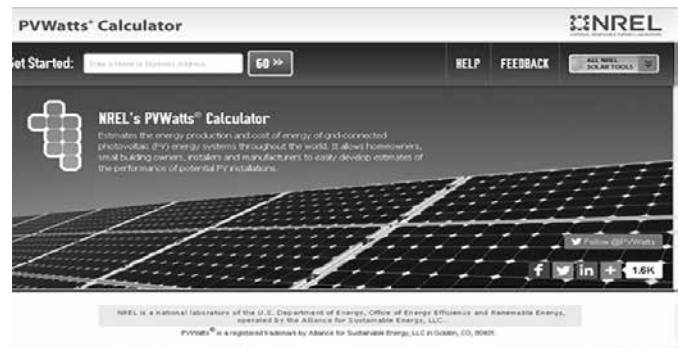 PVWatts® Calculator
NREL
et Started:
GO »
HELP
FEEDBACK
ALL NREL
SOLAR TOOLS
NREL's PVWatts® Calculator
Estimates the energy production and cost of energy of grid-connected
photovoltaic (PV) energy systems throughout the world. It allows homeowners,
small building owners, installers and manufacturers to easily develop estimates of
the performance of potential PV installations.
Follow @PVWatts
f
in
+
1.6K
NREL is a national laboratory of the U.S. Department of Energy, Office of Energy Efficiency and Renewable Energy,
operated by the Alliance for Sustainable Energy, LLC.
PVWatts® is a registered trademark by Alliance for Sustainable Energy, LLC in Golden, CO, 80401.